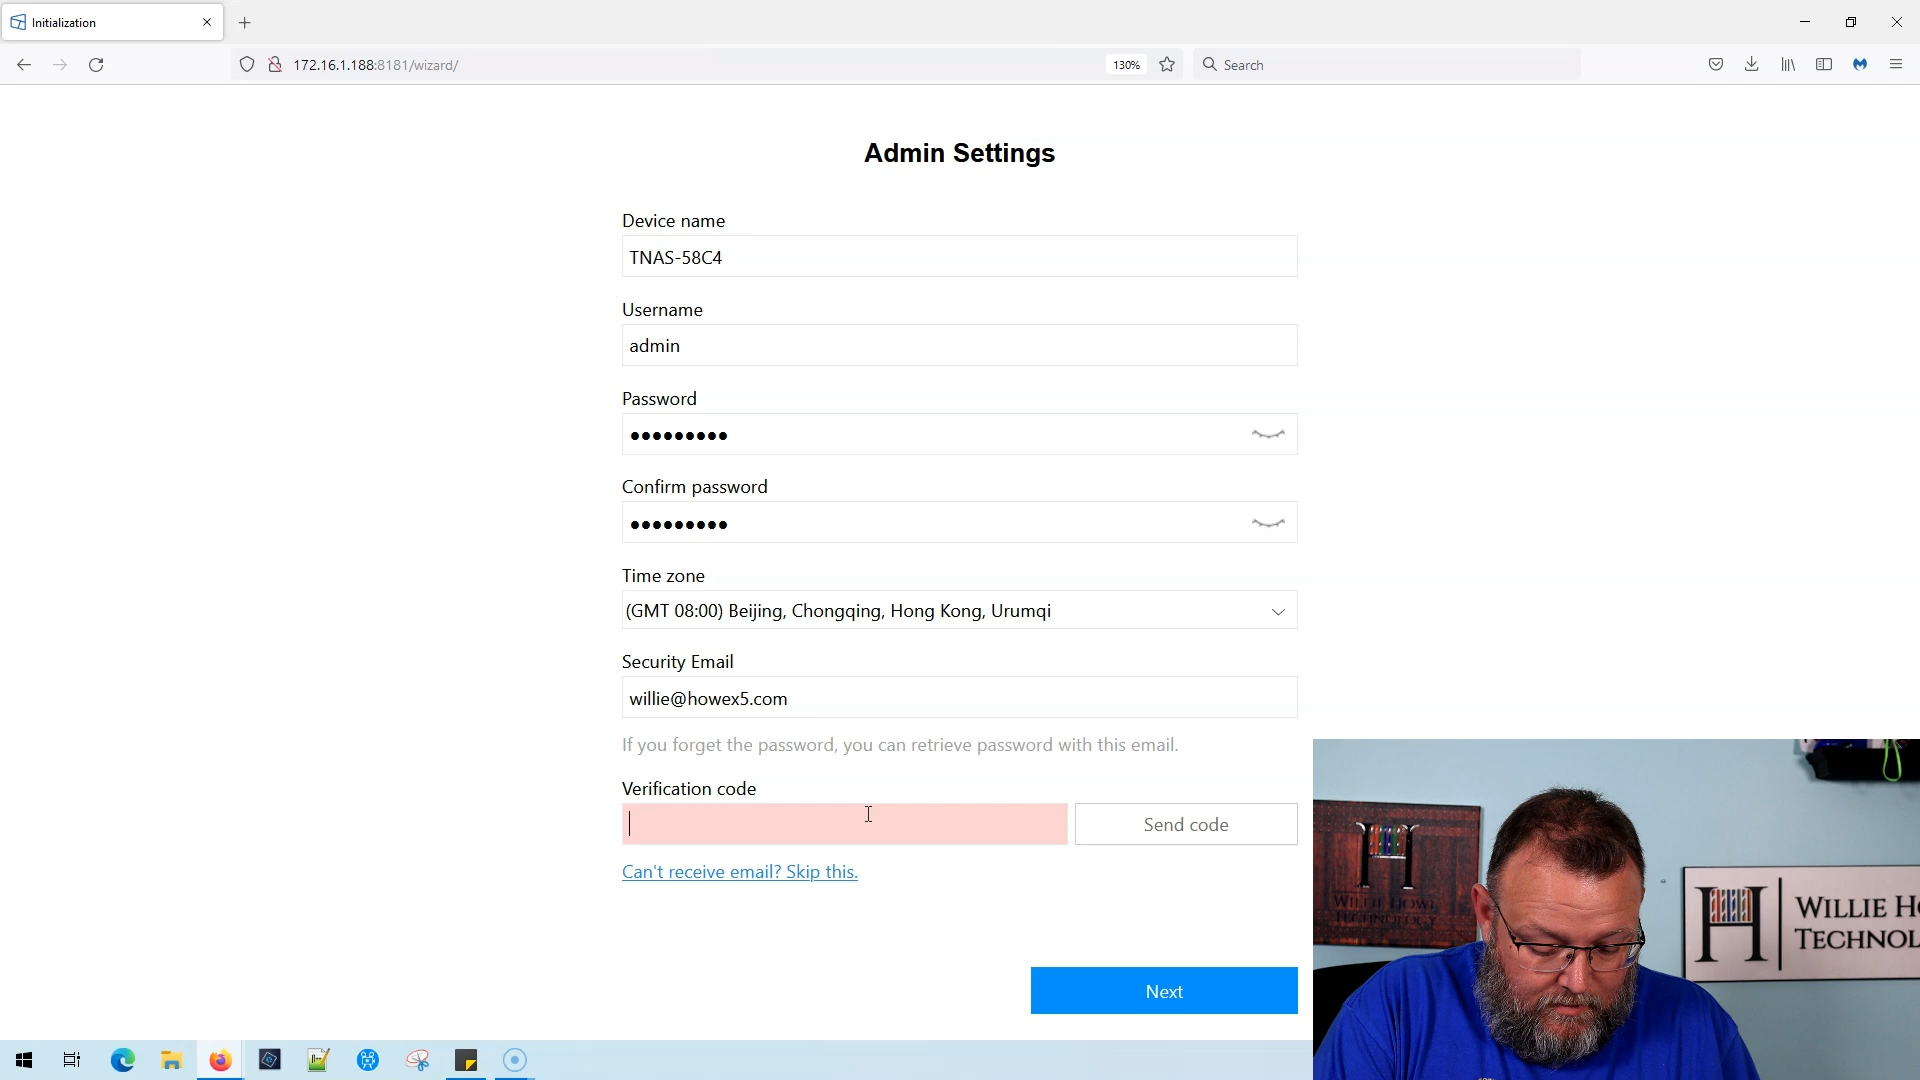 Initialization
172.16.1.188:8181/wizard/
130%
Search
Admin Settings
Device name
TNAS-58C4
Username
admin
Password
Confirm password
Time zone
(GMT 08:00) Beijing, Chongqing, Hong Kong, Urumqi
Security Email
willie@howex5.com
If you forget the password, you can retrieve password with this email.
Verification code
Send code
Can't receive email? Skip this.
Next
WILLIE HOWE
TECHNOLOGY
H
WILLIE H
TECHNOL